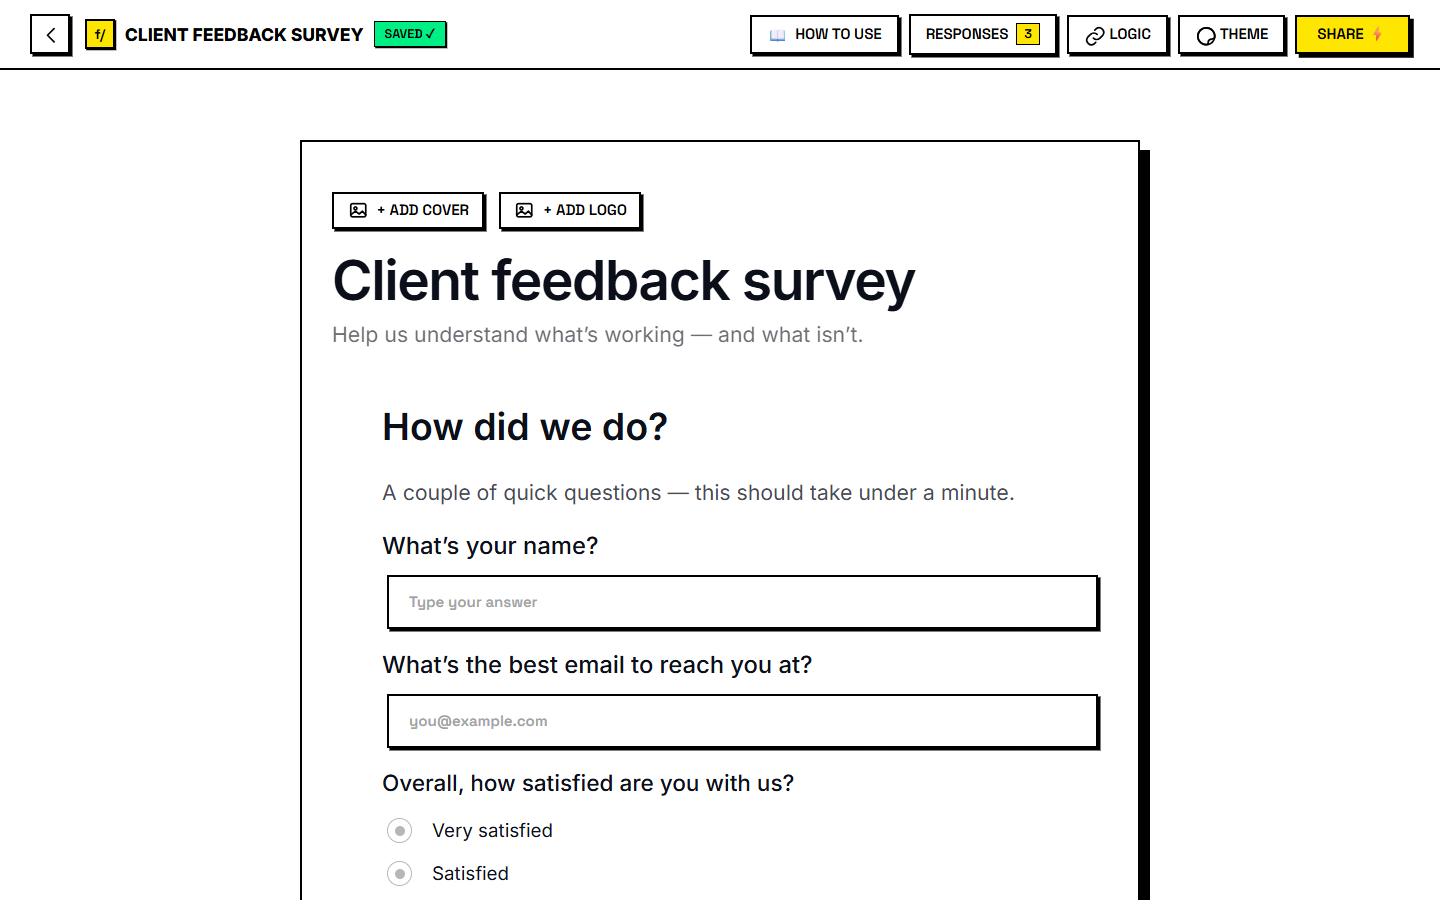 f/ CLIENT FEEDBACK SURVEY SAVED ✓ HOW TO USE RESPONSES 3 LOGIC THEME SHARE
+ ADD COVER + ADD LOGO
Client feedback survey
Help us understand what’s working — and what isn’t.
How did we do?
A couple of quick questions — this should take under a minute.
What’s your name?
Type your answer
What’s the best email to reach you at?
you@example.com
Overall, how satisfied are you with us?
Very satisfied
Satisfied